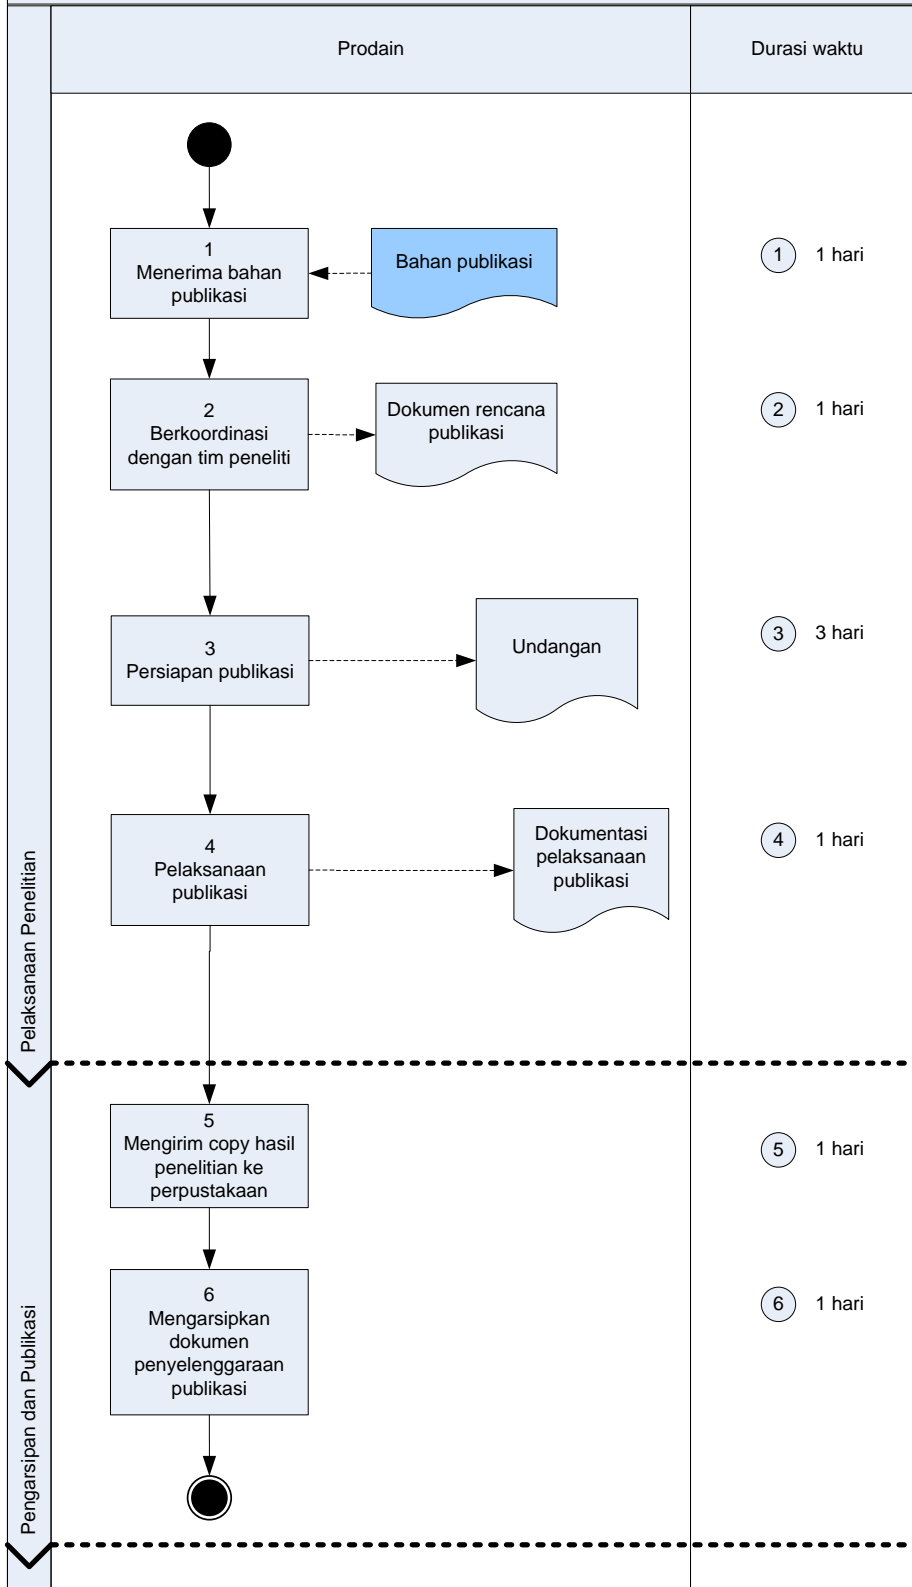 Prodain
Durasi waktu
1
Menerima bahan
publikasi
Bahan publikasi
1
1 hari
2
Berkoordinasi
dengan tim peneliti
Dokumen rencana
publikasi
2
1 hari
3
Persiapan publikasi
Undangan
3
3 hari
4
Pelaksanaan
publikasi
Dokumentasi
pelaksanaan
publikasi
4
1 hari
Pelaksanaan Penelitian
5
Mengirim copy hasil
penelitian ke
perpustakaan
5
1 hari
6
Mengarsipkan
dokumen
penyelenggaraan
publikasi
6
1 hari
Pengarsipan dan Publikasi